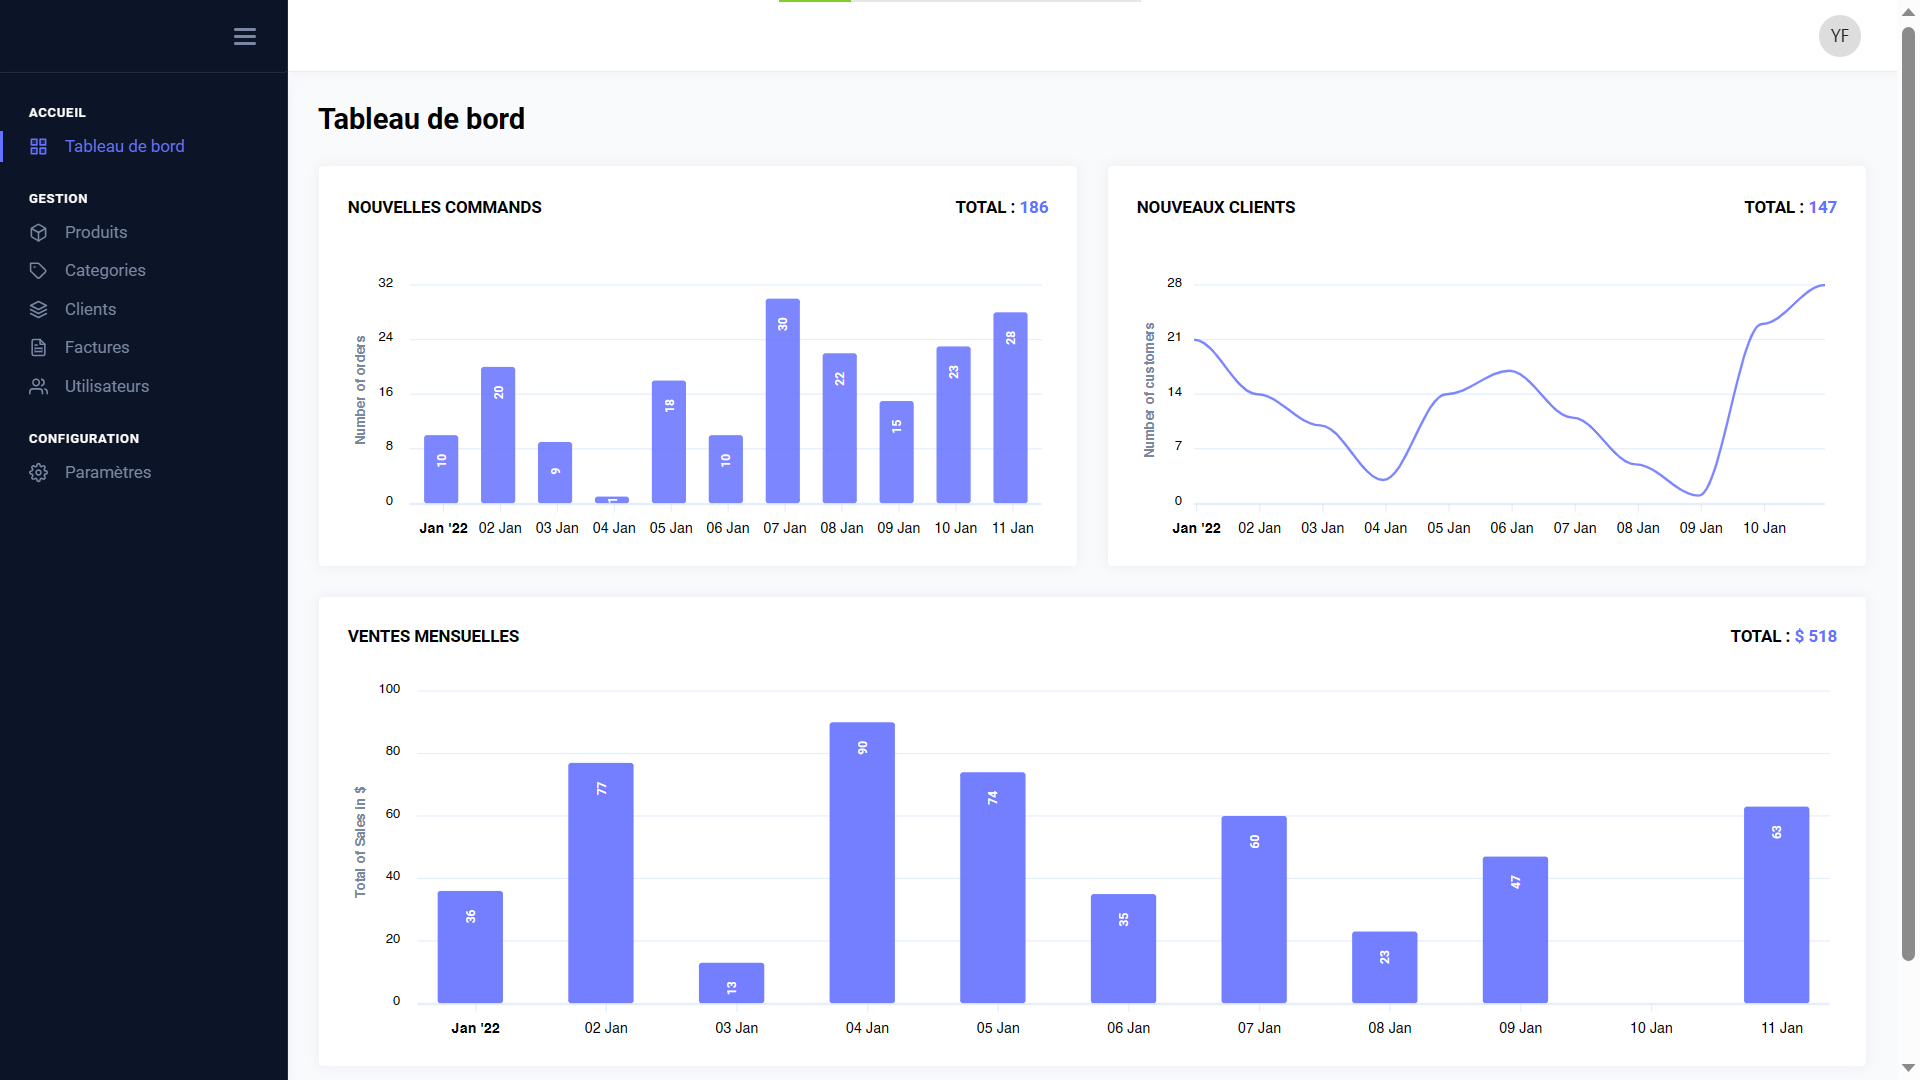 YF
ACCUEIL
Tableau de bord
GESTION
Produits
Categories
Clients
Factures
Utilisateurs
CONFIGURATION
Paramètres
Tableau de bord
NOUVELLES COMMANDS
TOTAL : 186
Number of orders
32
24
16
8
0
10
20
9
1
18
10
30
22
15
23
28
Jan '22 02 Jan 03 Jan 04 Jan 05 Jan 06 Jan 07 Jan 08 Jan 09 Jan 10 Jan 11 Jan
NOUVEAUX CLIENTS
TOTAL : 147
Number of customers
28
21
14
7
0
Jan '22 02 Jan 03 Jan 04 Jan 05 Jan 06 Jan 07 Jan 08 Jan 09 Jan 10 Jan
VENTES MENSUELLES
TOTAL : $ 518
Total of Sales in $
100
80
60
40
20
0
36
77
13
90
74
35
60
23
47
63
Jan '22 02 Jan 03 Jan 04 Jan 05 Jan 06 Jan 07 Jan 08 Jan 09 Jan 10 Jan 11 Jan